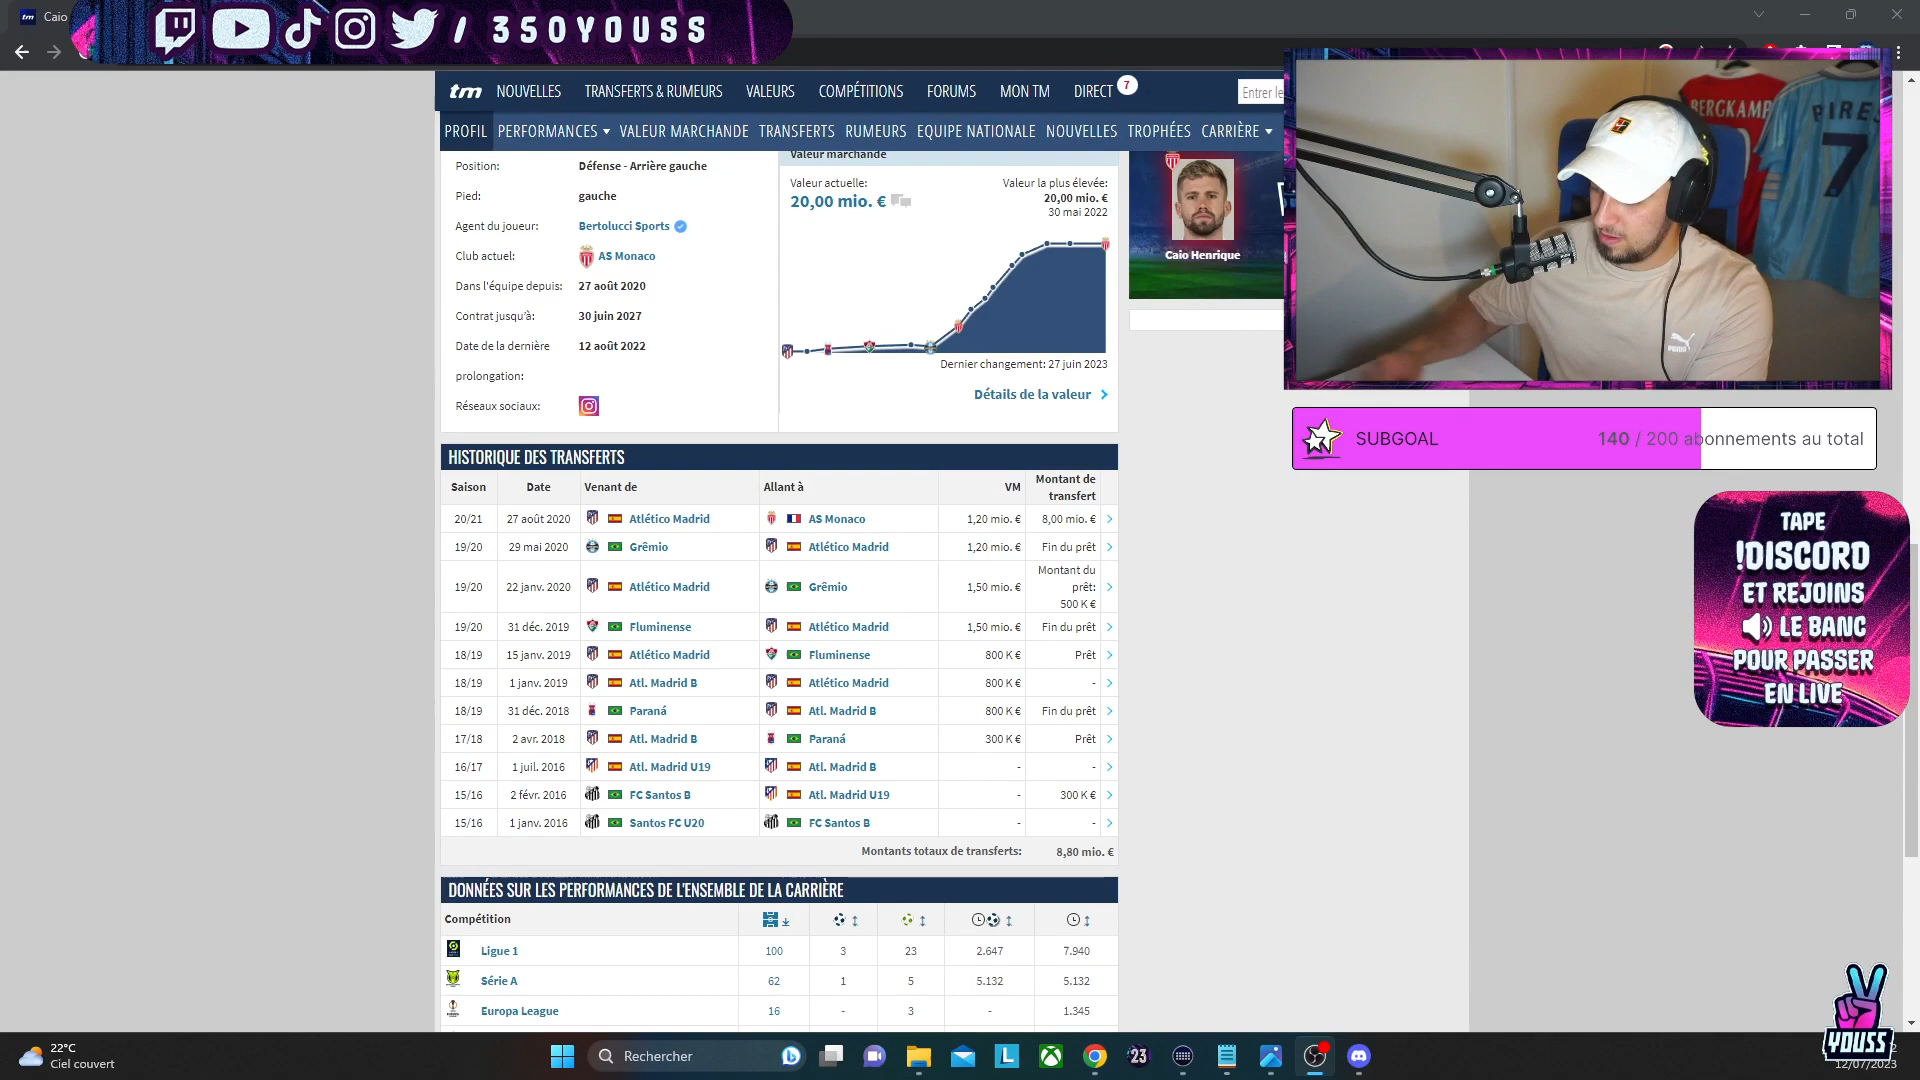 tm Caio
/ 350YOUSS
tm NOUVELLES TRANSFERTS & RUMEURS VALEURS COMPÉTITIONS FORUMS MON TM DIRECT 7 Entrer le
PROFIL PERFORMANCES VALEUR MARCHANDE TRANSFERTS RUMEURS EQUIPE NATIONALE NOUVELLES TROPHÉES CARRIÈRE
Position: Défense - Arrière gauche
Pied: gauche
Agent du joueur: Bertolucci Sports
Club actuel: AS Monaco
Dans l'équipe depuis: 27 août 2020
Contrat jusqu'à: 30 juin 2027
Date de la dernière prolongation: 12 août 2022
Réseaux sociaux:
Valeur marchande
Valeur actuelle:
20,00 mio. €
Valeur la plus élevée:
20,00 mio. €
30 mai 2022
Dernier changement: 27 juin 2023
Détails de la valeur
Caio Henrique
BERGKAMP
PIRES
7
PUMA
SUBGOAL 140 / 200 abonnements au total
HISTORIQUE DES TRANSFERTS
Saison Date Venant de Allant à VM Montant de transfert
20/21 27 août 2020 Atlético Madrid AS Monaco 1,20 mio. € 8,00 mio. €
19/20 29 mai 2020 Grêmio Atlético Madrid 1,20 mio. € Fin du prêt
19/20 22 janv. 2020 Atlético Madrid Grêmio 1,50 mio. € Montant du prêt: 500 K €
19/20 31 déc. 2019 Fluminense Atlético Madrid 1,50 mio. € Fin du prêt
18/19 15 janv. 2019 Atlético Madrid Fluminense 800 K € Prêt
18/19 1 janv. 2019 Atl. Madrid B Atlético Madrid 800 K € -
18/19 31 déc. 2018 Paraná Atl. Madrid B 800 K € Fin du prêt
17/18 2 avr. 2018 Atl. Madrid B Paraná 300 K € Prêt
16/17 1 juil. 2016 Atl. Madrid U19 Atl. Madrid B - -
15/16 2 févr. 2016 FC Santos B Atl. Madrid U19 - 300 K €
15/16 1 janv. 2016 Santos FC U20 FC Santos B - -
Montants totaux de transferts: 8,80 mio. €
TAPE
!DISCORD
ET REJOINS
LE BANC
POUR PASSER
EN LIVE
DONNÉES SUR LES PERFORMANCES DE L'ENSEMBLE DE LA CARRIÈRE
Compétition
Ligue 1 100 3 23 2.647 7.940
Série A 62 1 5 5.132 5.132
Europa League 16 - 3 - 1.345
YOUSS
22°C
Ciel couvert
Rechercher
L
23
12/07/2023